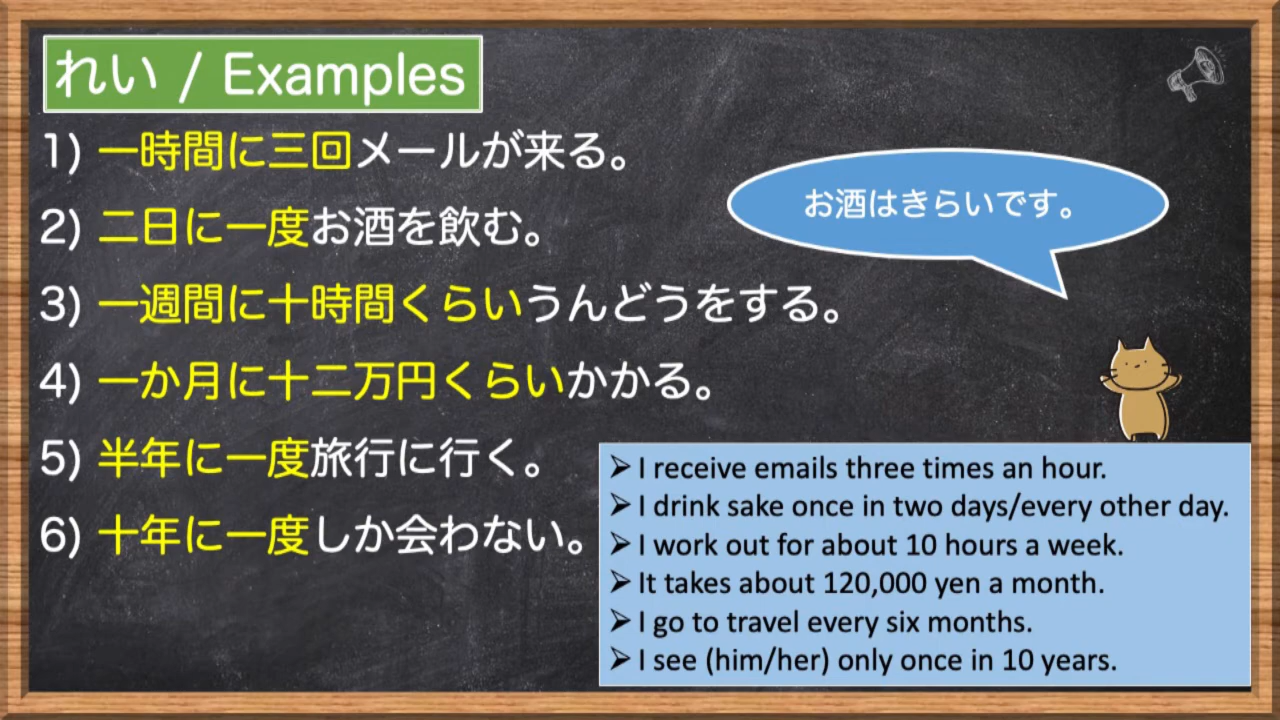 れい / Examples
1) 一時間に三回メールが来る。
お酒はきらいです。
2) 二日に一度お酒を飲む。
3) 一週間に十時間くらいうんどうをする。
4) 一か月に十二万円くらいかかる。
5) 半年に一度旅行に行く。
6) 十年に一度しか会わない。
➢ I receive emails three times an hour.
➢ I drink sake once in two days/every other day.
➢ I work out for about 10 hours a week.
➢ It takes about 120,000 yen a month.
➢ I go to travel every six months.
➢ I see (him/her) only once in 10 years.